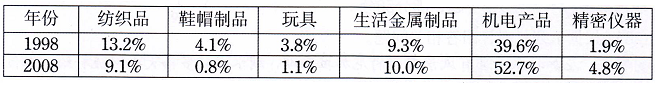 年份 纺织品 鞋帽制品 玩具 生活金属制品 机电产品 精密仪器
1998 13.2% 4.1% 3.8% 9.3% 39.6% 1.9%
2008 9.1% 0.8% 1.1% 10.0% 52.7% 4.8%